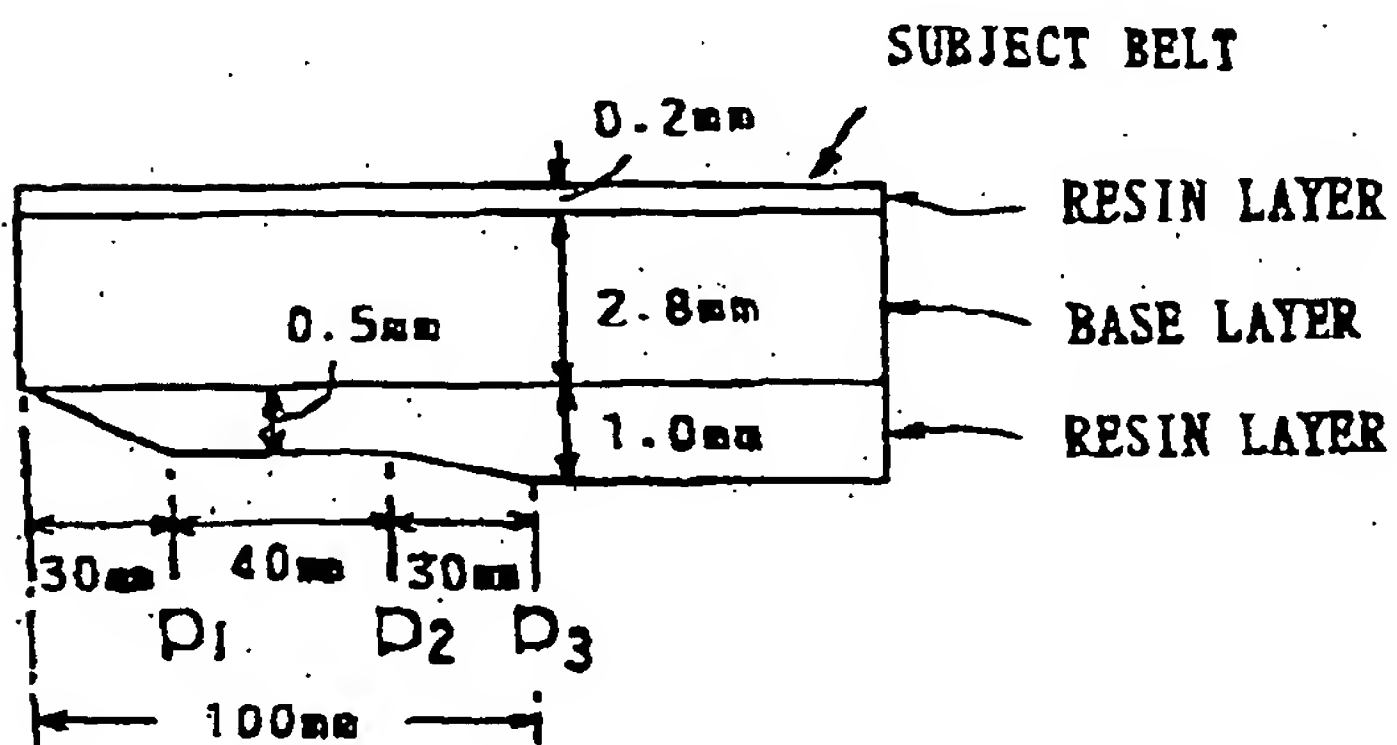 SUBJECT BELT
0.2mm
RESIN LAYER
2.8mm
0.5mm
BASE LAYER
1.0mm
RESIN LAYER
30mm 40mm 30mm
D1 D2 D3
100mm